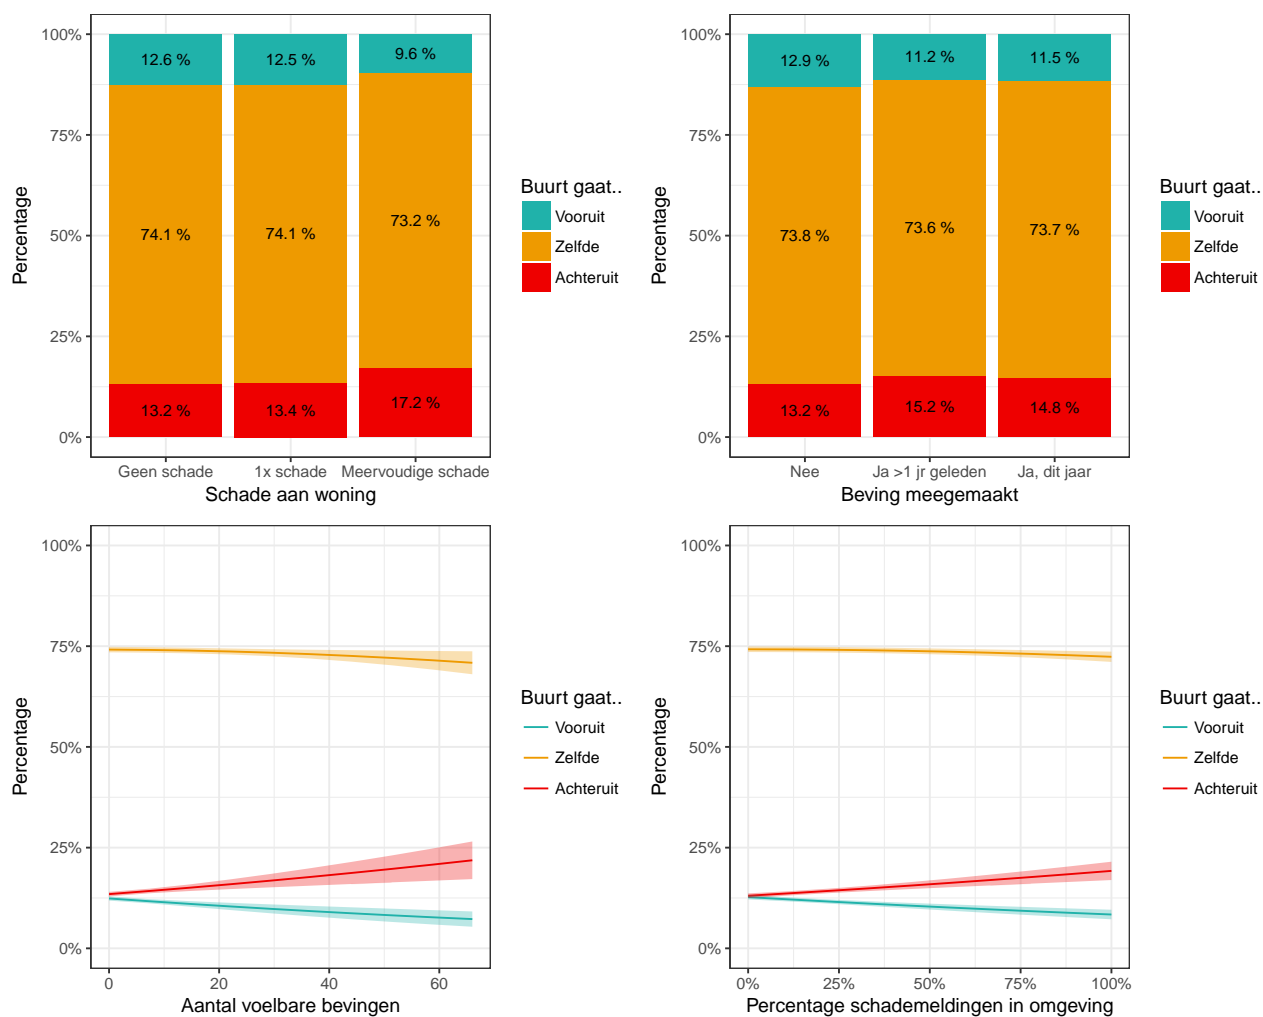 100%
75%
50%
25%
0%
Percentage
12.6 %
12.5 %
9.6 %
74.1 %
74.1 %
73.2 %
13.2 %
13.4 %
17.2 %
Geen schade
1x schade
Meervoudige schade
Schade aan woning
Buurt gaat..
Vooruit
Zelfde
Achteruit
100%
75%
50%
25%
0%
Percentage
12.9 %
11.2 %
11.5 %
73.8 %
73.6 %
73.7 %
13.2 %
15.2 %
14.8 %
Nee
Ja >1 jr geleden
Ja, dit jaar
Beving meegemaakt
Buurt gaat..
Vooruit
Zelfde
Achteruit
100%
75%
50%
25%
0%
Percentage
0
20
40
60
Aantal voelbare bevingen
Buurt gaat..
Vooruit
Zelfde
Achteruit
100%
75%
50%
25%
0%
Percentage
0%
25%
50%
75%
100%
Percentage schademeldingen in omgeving
Buurt gaat..
Vooruit
Zelfde
Achteruit